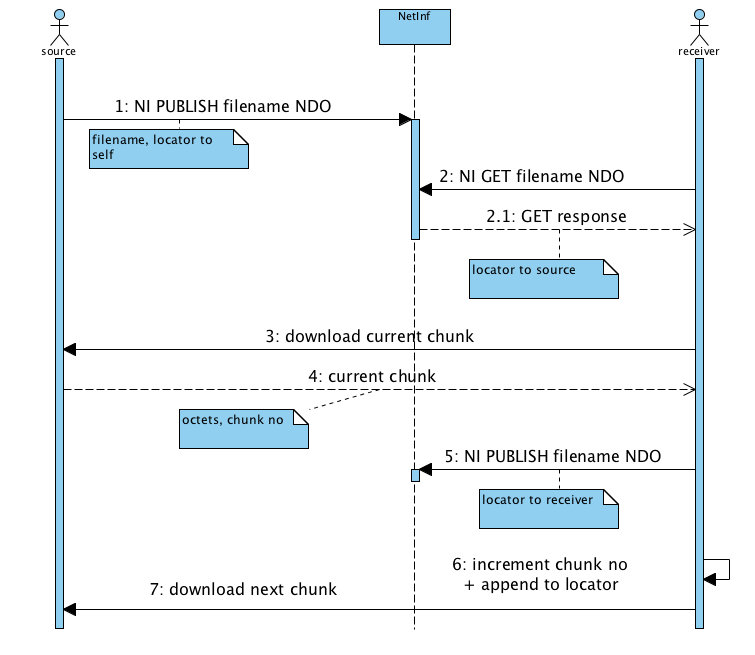 NetInf
source
receiver
1: NI PUBLISH filename NDO
filename, locator to
self
2: NI GET filename NDO
2.1: GET response
locator to source
3: download current chunk
4: current chunk
octets, chunk no
5: NI PUBLISH filename NDO
locator to receiver
6: increment chunk no
+ append to locator
7: download next chunk